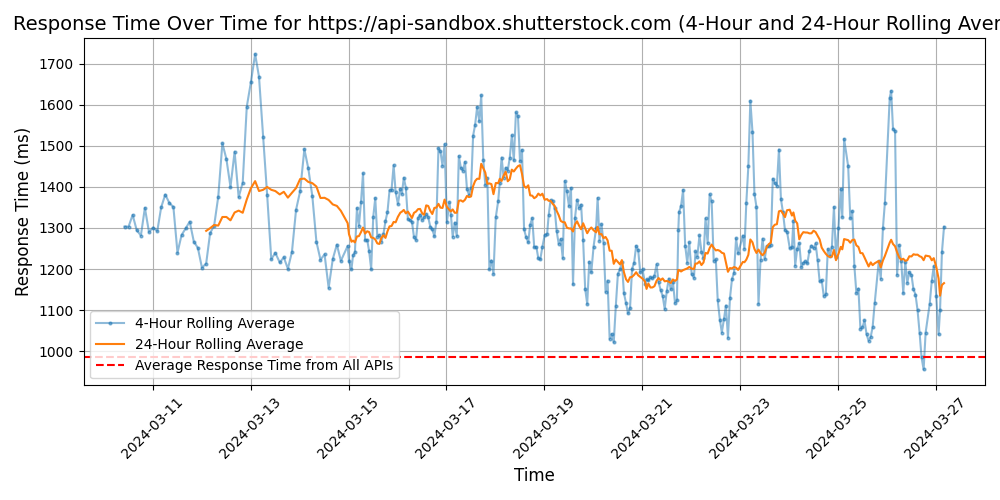 Response Time Over Time for https://api-sandbox.shutterstock.com (4-Hour and 24-Hour Rolling Aver
Response Time (ms)
1700
1600
1500
1400
1300
1200
1100
1000
4-Hour Rolling Average
24-Hour Rolling Average
Average Response Time from All APIs
2024-03-11
2024-03-13
2024-03-15
2024-03-17
2024-03-19
2024-03-21
2024-03-23
2024-03-25
2024-03-27
Time